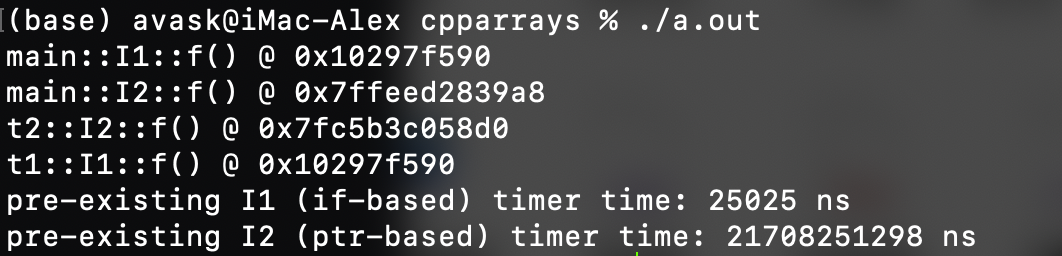 (base) avask@iMac-Alex cpparrays % ./a.out
main::I1::f() @ 0x10297f590
main::I2::f() @ 0x7ffeed2839a8
t2::I2::f() @ 0x7fc5b3c058d0
t1::I1::f() @ 0x10297f590
pre-existing I1 (if-based) timer time: 25025 ns
pre-existing I2 (ptr-based) timer time: 21708251298 ns